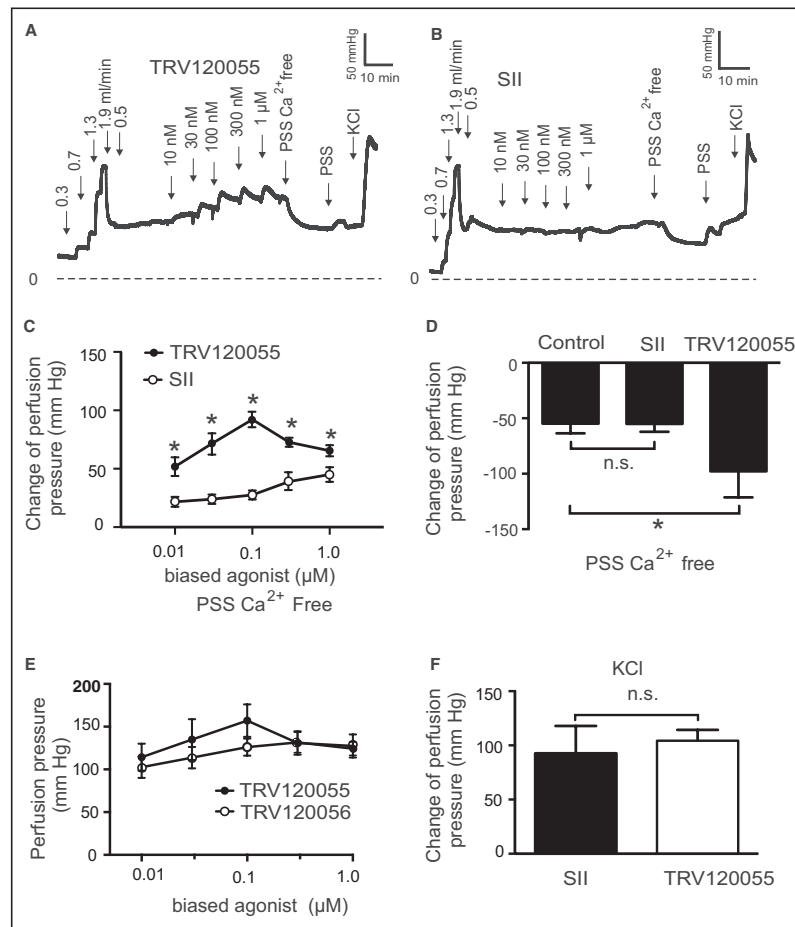 A
TRV120055
50 mmHg
10 min
0.3
0.7
1.3
1.9 ml/min
0.5
10 nM
30 nM
100 nM
300 nM
1 µM
PSS Ca2+ free
PSS
KCl
0
B
SII
50 mmHg
10 min
0.3
0.7
1.3
1.9 ml/min
0.5
10 nM
30 nM
100 nM
300 nM
1 µM
PSS Ca2+ free
PSS
KCl
0
C
Change of perfusion
pressure (mm Hg)
150
100
50
0
TRV120055
SII
* * * * *
0.01 0.1 1.0
biased agonist (µM)
PSS Ca2+ Free
D
Change of perfusion
pressure (mm Hg)
Control SII TRV120055
0
-50
-100
-150
n.s.
*
PSS Ca2+ free
E
Perfusion pressure
(mm Hg)
200
150
100
50
0
TRV120055
TRV120056
0.01 0.1 1.0
biased agonist (µM)
F
Change of perfusion
pressure (mm Hg)
KCl
n.s.
150
100
50
0
SII TRV120055